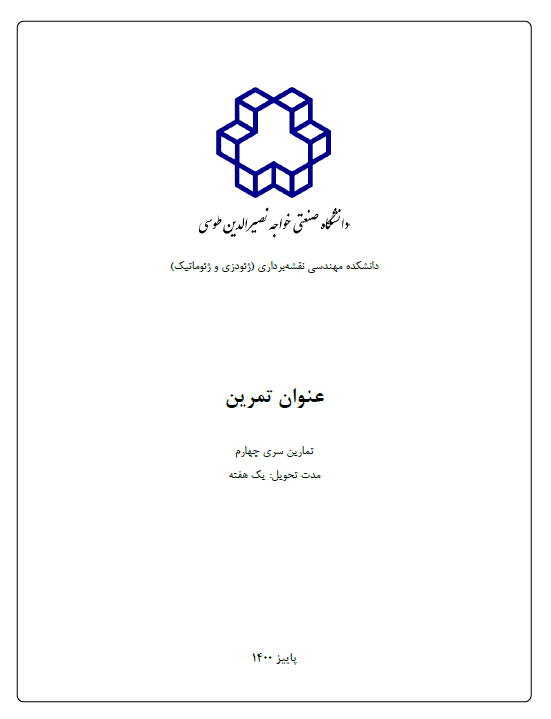 دانشگاه صنعتی خواجه نصیرالدین طوسی
دانشکده مهندسی نقشه‌برداری (ژئودزی و ژئوماتیک)
عنوان تمرین
تمارین سری چهارم
مدت تحویل: یک هفته
پاییز ۱۴۰۰